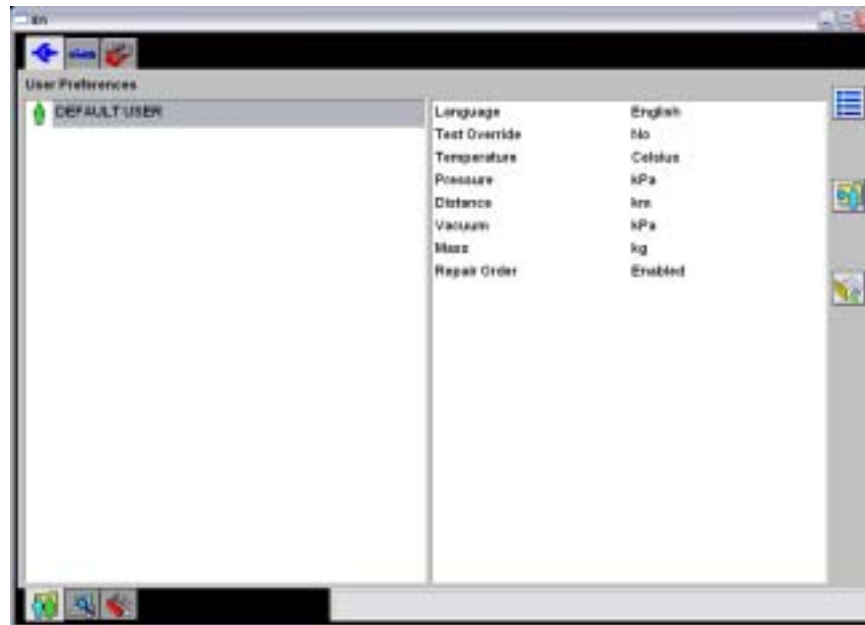 User Preferences
DEFAULT USER
Language English
Test Override No
Temperature Celsius
Pressure kPa
Distance km
Vacuum kPa
Mass kg
Repair Order Enabled